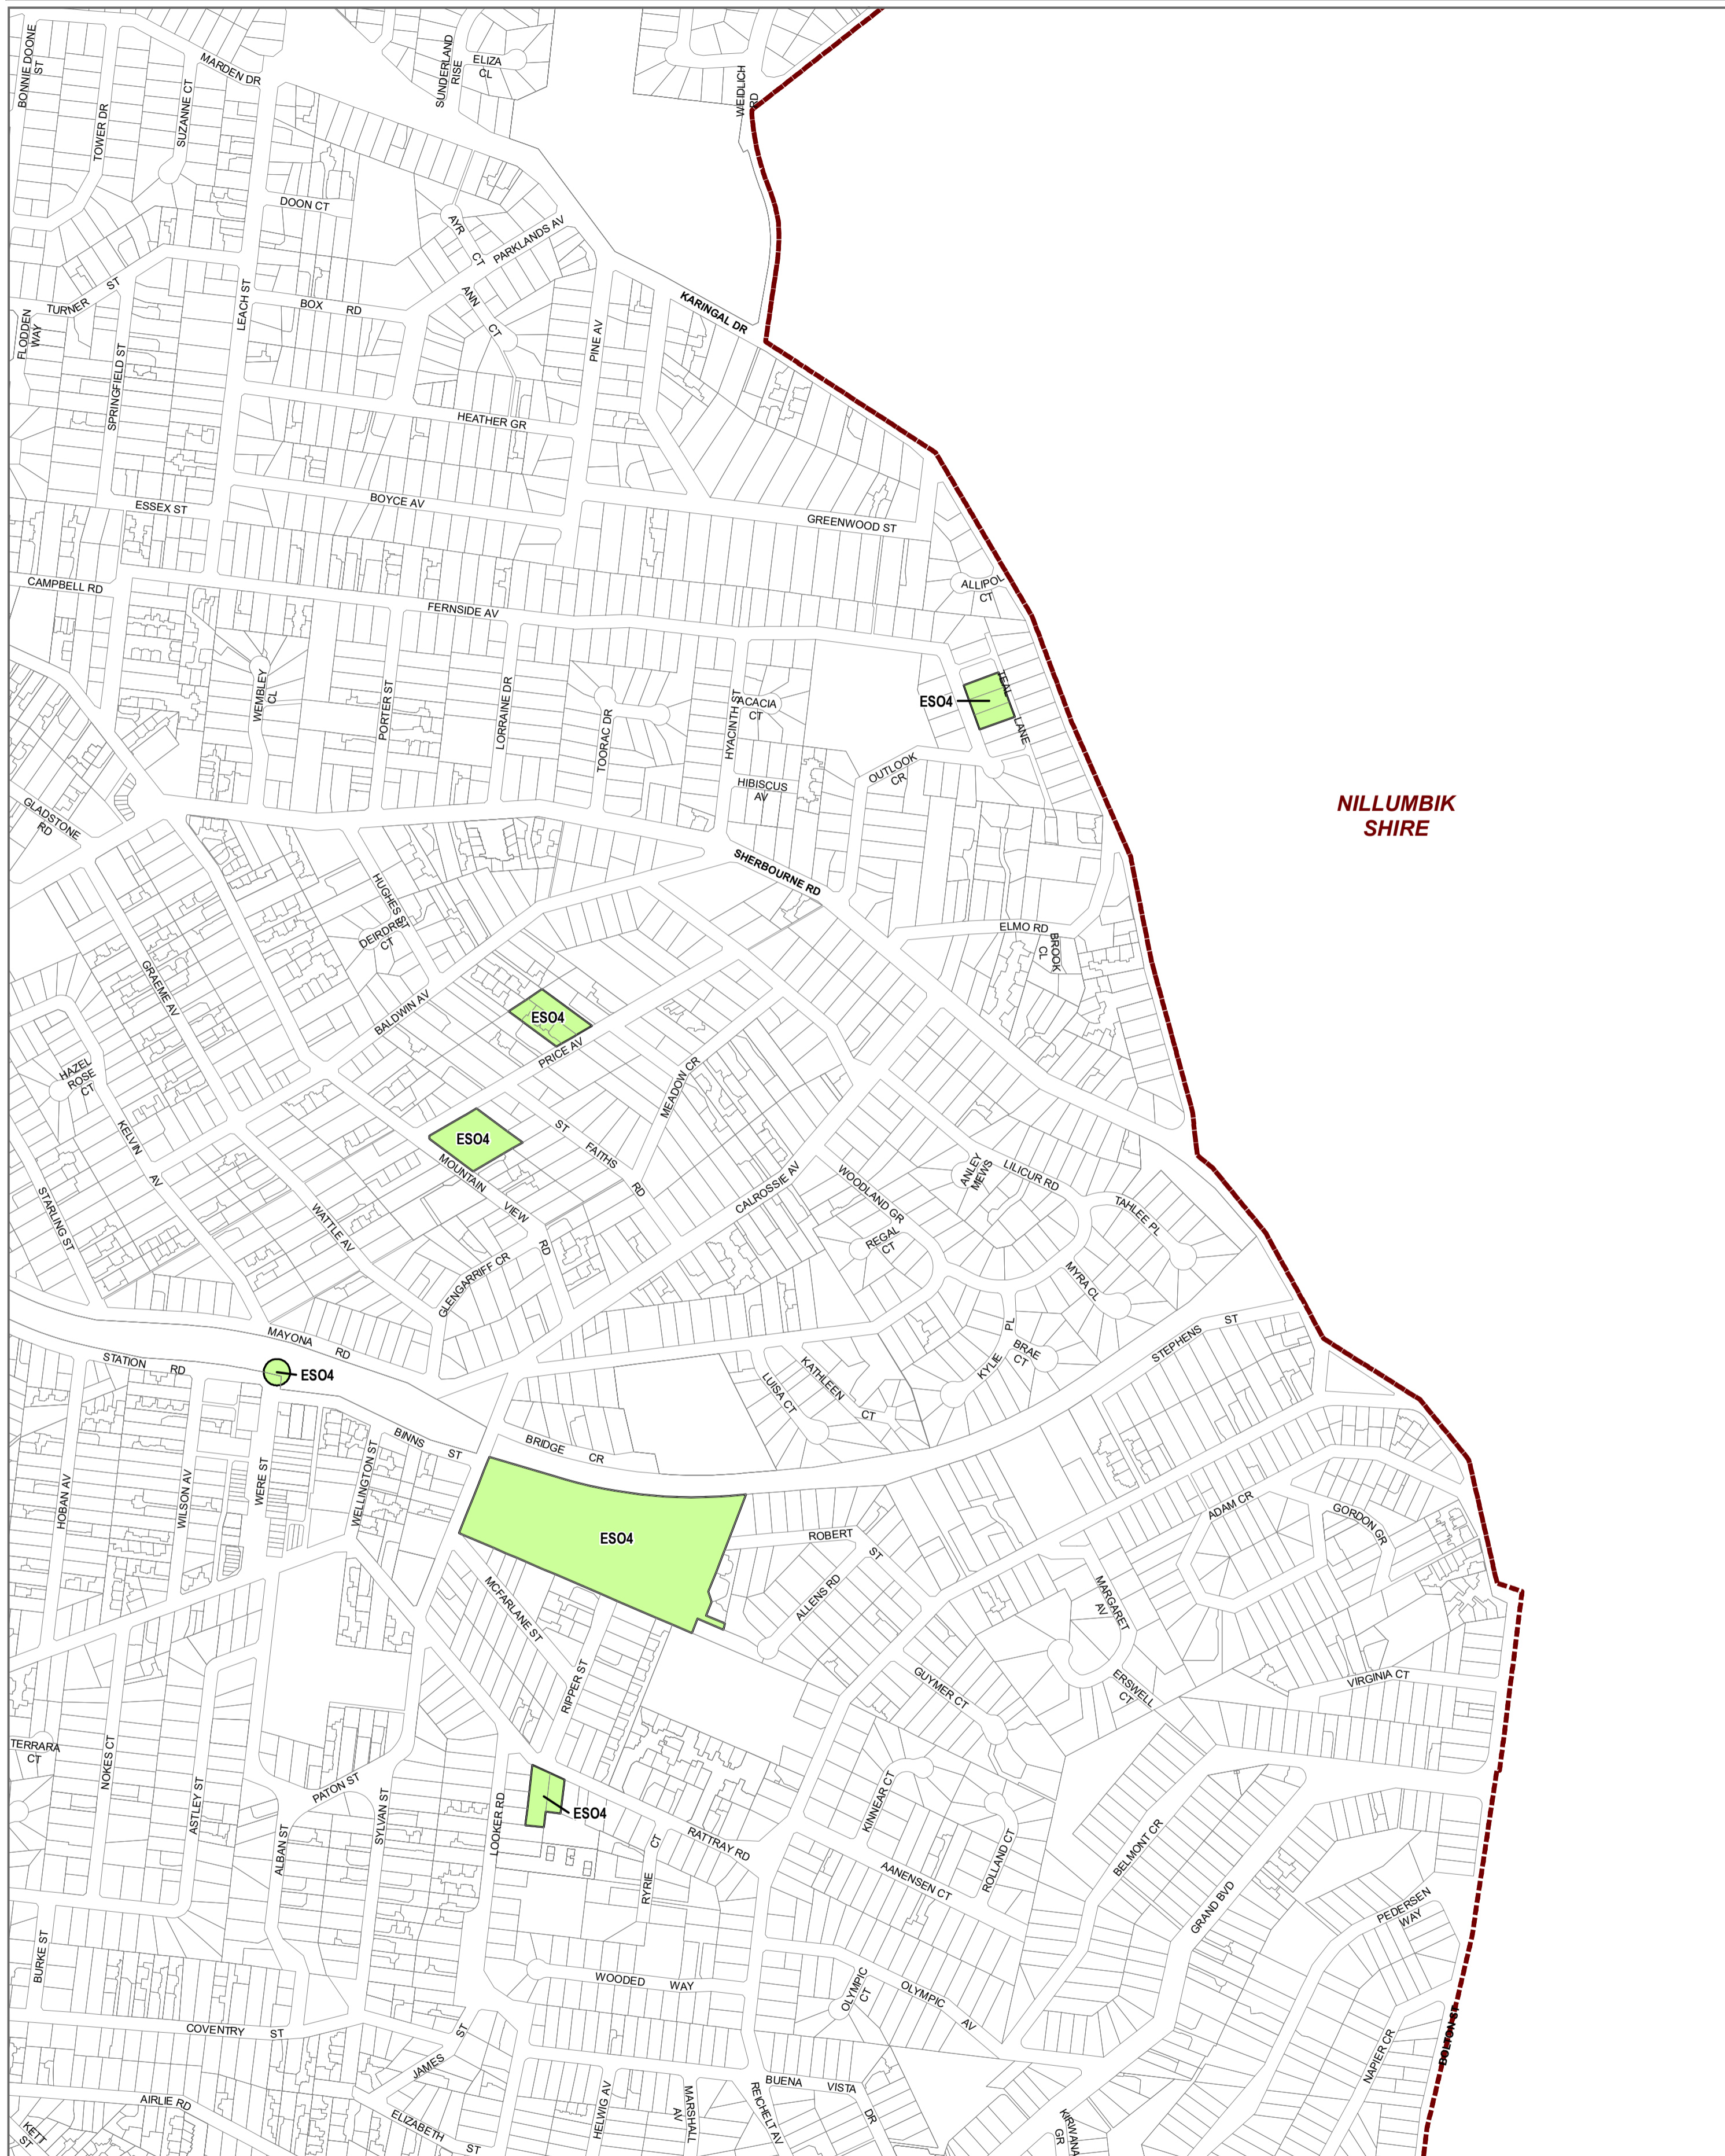 BONNIE DOONE
ST
TOWER DR
SUZANNE CT
MARDEN DR
SUNDERLAND
RISE
ELIZA
CL
WEIDLICH
RD
DOON CT
AYR
CT
PARKLANDS AV
TURNER
ST
FLODDEN
WAY
SPRINGFIELD ST
LEACH ST
BOX
RD
ANN
CT
PINE AV
KARINGAL DR
HEATHER GR
ESSEX ST
BOYCE AV
GREENWOOD ST
CAMPBELL RD
FERNSIDE AV
ALLIPOL
CT
WEMBLEY
CL
PORTER ST
LORRAINE DR
TOORAC DR
HYACINTH ST
ACACIA
CT
ESO4
TEAL
LANE
HIBISCUS
AV
OUTLOOK
CR
NILLUMBIK
SHIRE
GLADSTONE
RD
SHERBOURNE RD
HUGHES ST
DEIRDRE
CT
ELMO RD
BROOK
CL
GRAEME AV
BALDWIN AV
ESO4
PRICE AV
HAZEL
ROSE
CT
MEADOW CR
KELVIN
AV
ESO4
ST
FAITHS
RD
MOUNTAIN
VIEW
RD
STARLING ST
WATTLE AV
CALROSSIE AV
WOODLAND GR
REGAL
CT
ANLEY
MEWS
LILICUR RD
TAHLEE PL
GLENGARRIFF CR
MYRA CL
MAYONA
RD
STATION
RD
ESO4
PL
KYLIE
BRAE
CT
STEPHENS
ST
LUISA CT
KATHLEEN
CT
BINNS
ST
BRIDGE
CR
HOBAN AV
WILSON AV
WERE ST
WELLINGTON ST
ESO4
ROBERT
ST
ADAM CR
GORDON GR
MCFARLANE ST
ALLENS RD
MARGARET
AV
RIPPER ST
GUYMER CT
ERSWELL
CT
VIRGINIA CT
TERRARA
CT
NOKES CT
ASTLEY ST
PATON ST
ALBAN ST
SYLVAN ST
LOOKER RD
ESO4
RATTRAY RD
RYRIE
CT
KINNEAR CT
AANENSEN CT
ROLLAND CT
BELMONT CR
GRAND BVD
PEDERSEN
WAY
BURKE ST
WOODED
WAY
OLYMPIC
CT
OLYMPIC
AV
COVENTRY
ST
JAMES
ST
BOLTON ST
NAPIER CR
AIRLIE RD
KETT
ST
ELIZABETH
ST
HELWIG AV
MARSHALL
AV
REICHELT AV
BUENA
VISTA
DR
KIRWANA
GR